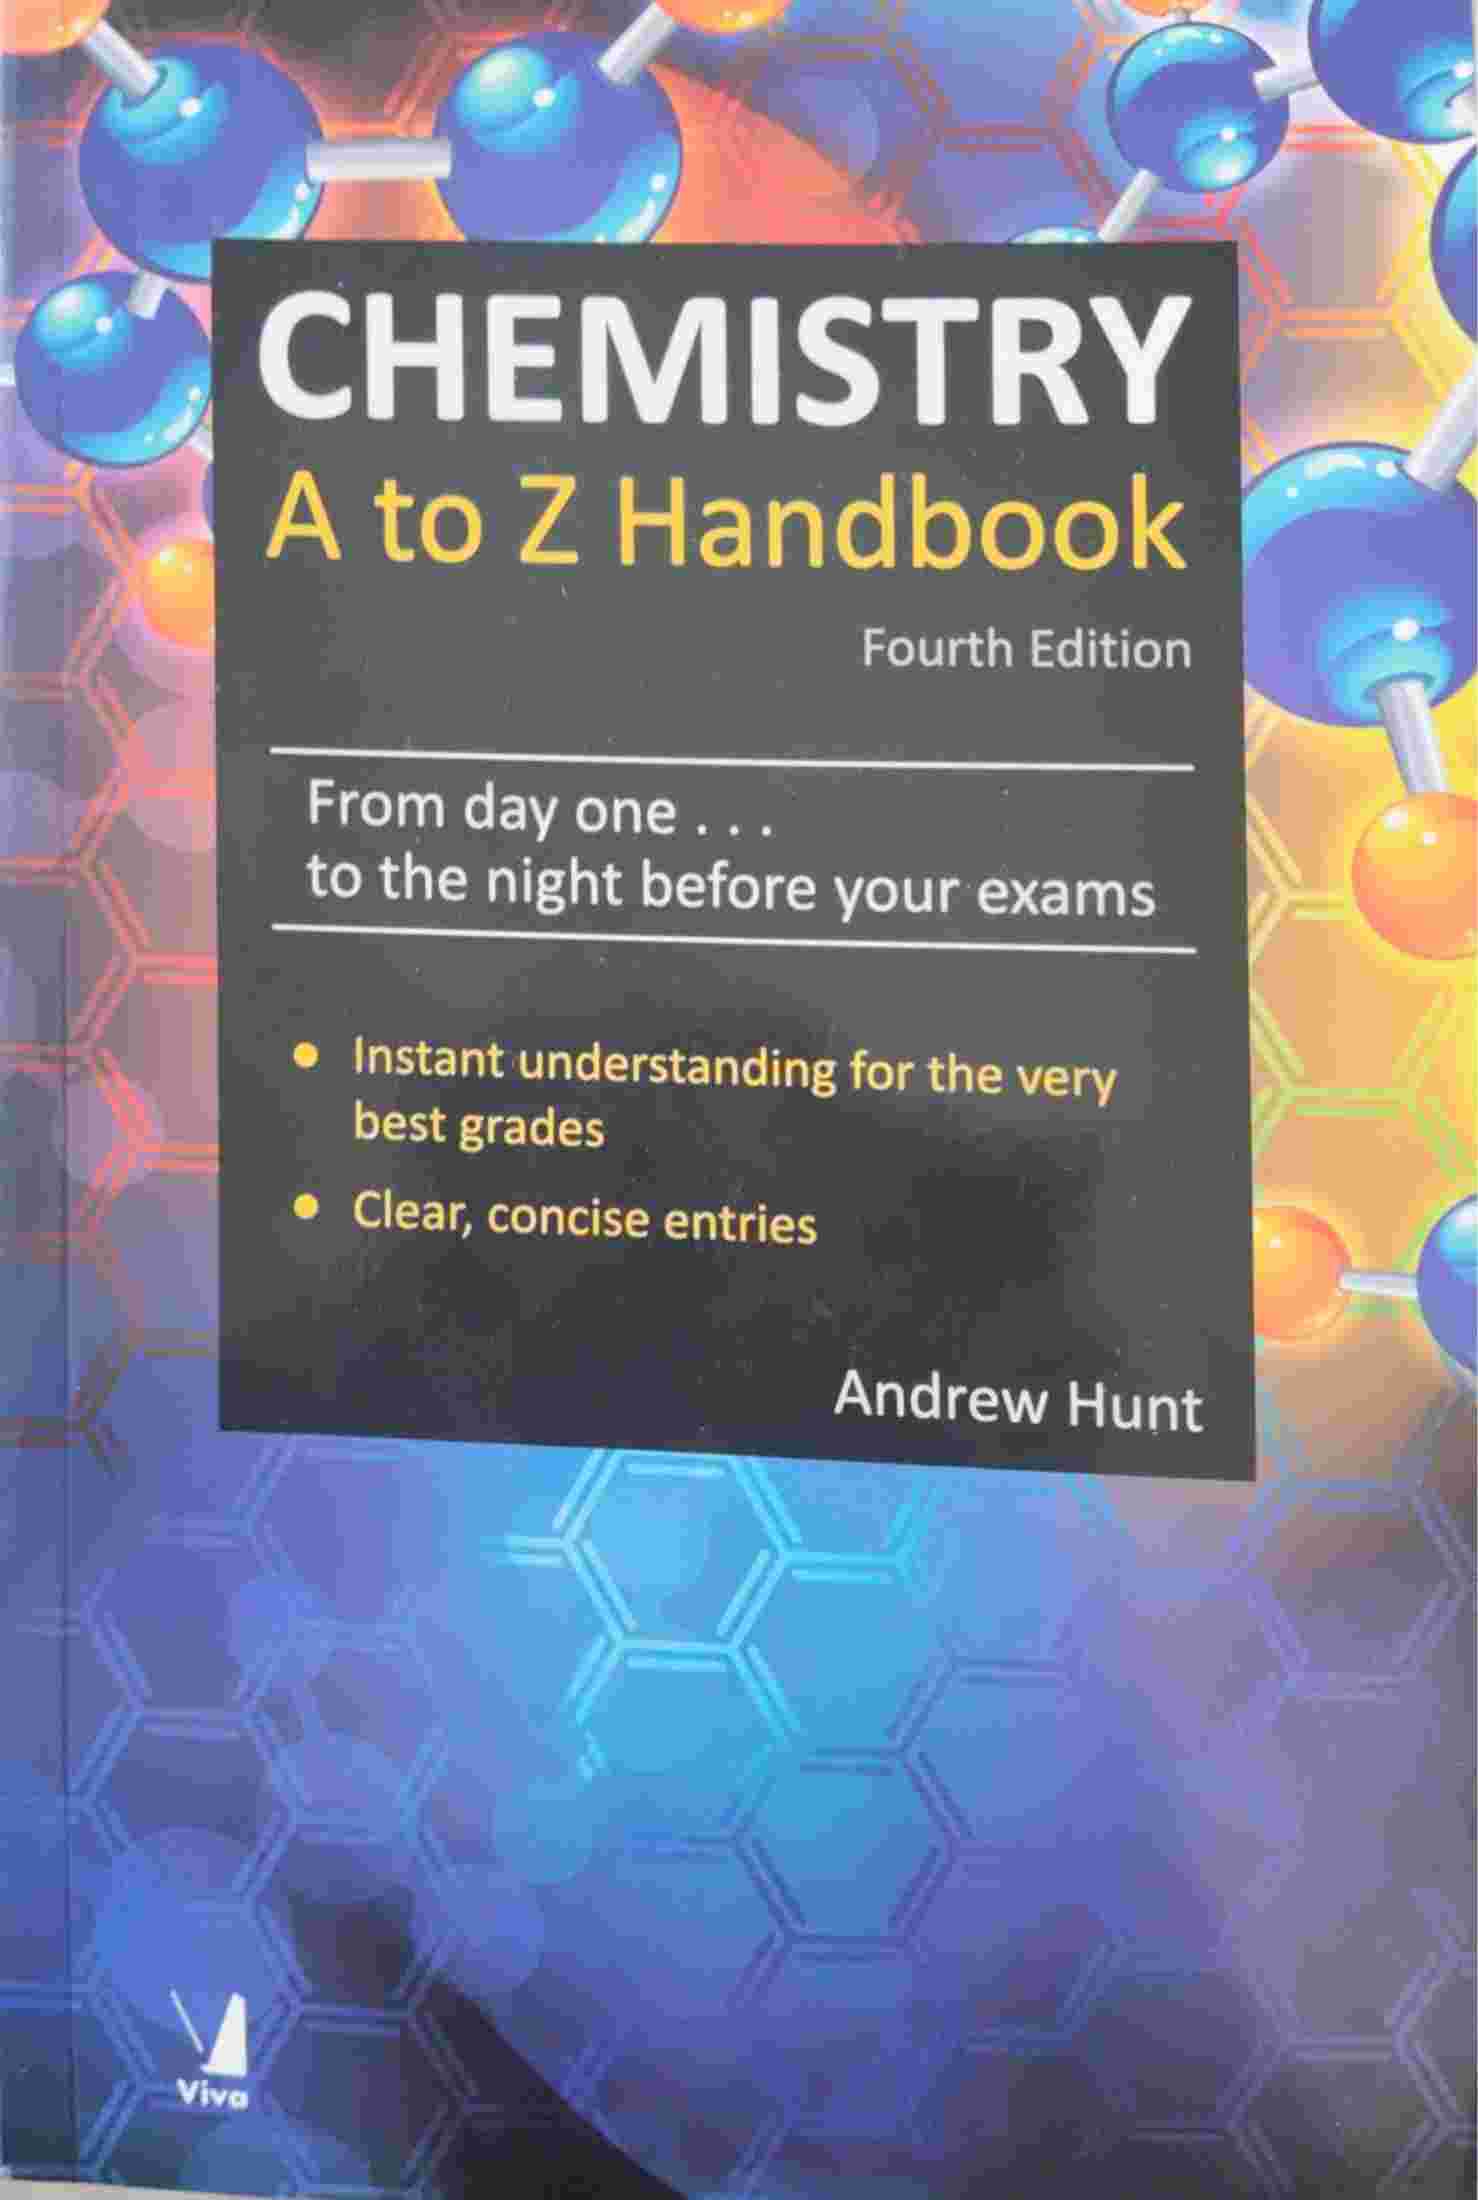 CHEMISTRY
A to Z Handbook
Fourth Edition
From day one . . .
to the night before your exams
• Instant understanding for the very
best grades
• Clear, concise entries
Andrew Hunt
Viva